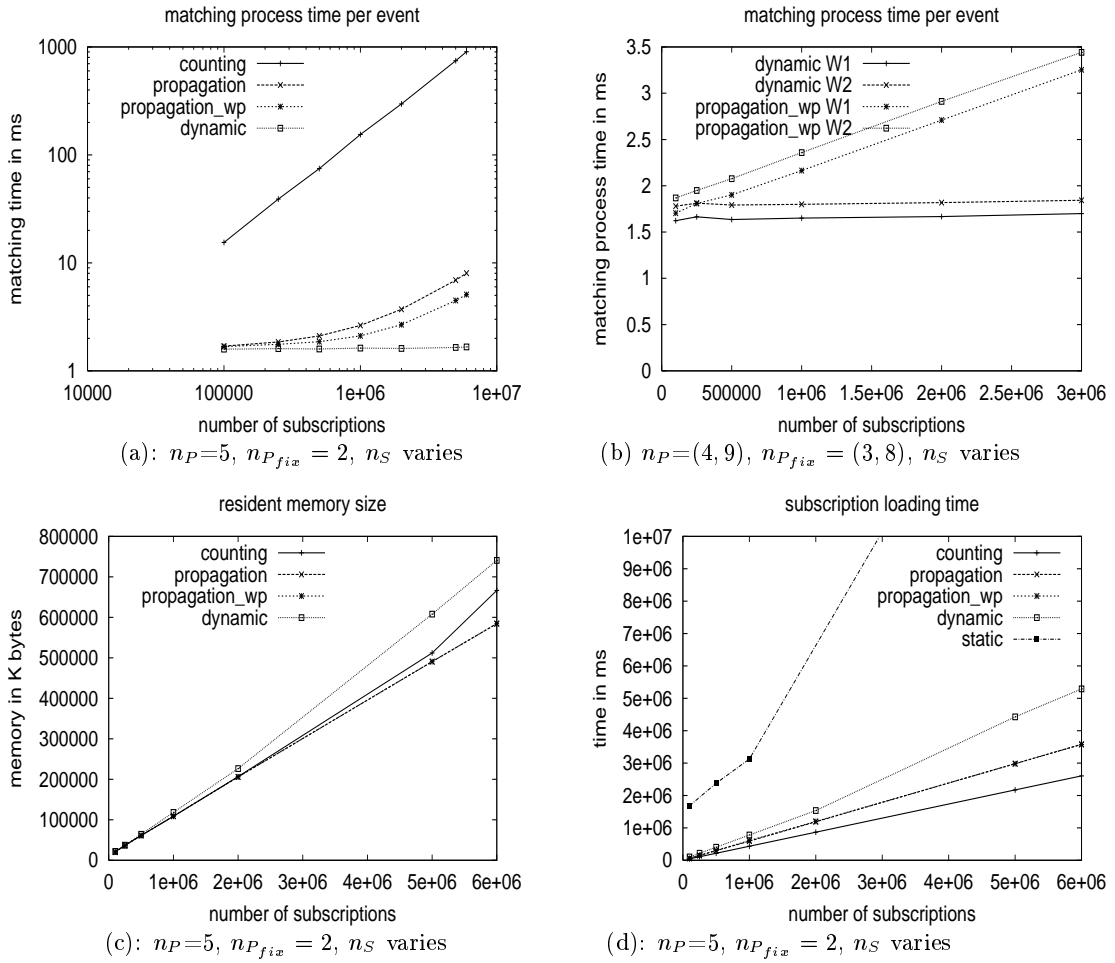 matching process time per event
matching time in ms
1000
100
10
1
counting
propagation
propagation_wp
dynamic
10000
100000
1e+06
1e+07
number of subscriptions
(a): n_P=5, n_{P_{fix}} = 2, n_S varies
matching process time per event
matching process time in ms
3.5
3
2.5
2
1.5
1
0.5
0
dynamic W1
dynamic W2
propagation_wp W1
propagation_wp W2
0
500000
1e+06
1.5e+06
2e+06
2.5e+06
3e+06
number of subscriptions
(b) n_P=(4, 9), n_{P_{fix}} = (3, 8), n_S varies
resident memory size
memory in K bytes
800000
700000
600000
500000
400000
300000
200000
100000
0
counting
propagation
propagation_wp
dynamic
0
1e+06
2e+06
3e+06
4e+06
5e+06
6e+06
number of subscriptions
(c): n_P=5, n_{P_{fix}} = 2, n_S varies
subscription loading time
time in ms
1e+07
9e+06
8e+06
7e+06
6e+06
5e+06
4e+06
3e+06
2e+06
1e+06
0
counting
propagation
propagation_wp
dynamic
static
0
1e+06
2e+06
3e+06
4e+06
5e+06
6e+06
number of subscriptions
(d): n_P=5, n_{P_{fix}} = 2, n_S varies